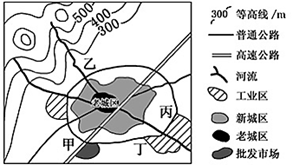 500
400
300
乙
老城区
丙
甲
丁
300 等高线/m
普通公路
高速公路
河流
工业区
新城区
老城区
批发市场